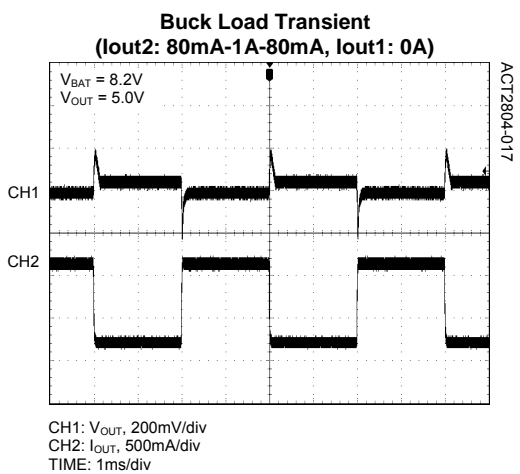 Buck Load Transient
(Iout2: 80mA-1A-80mA, Iout1: 0A)
VBAT = 8.2V
VOUT = 5.0V
ACT2804-017
CH1
CH2
CH1: VOUT, 200mV/div
CH2: IOUT, 500mA/div
TIME: 1ms/div